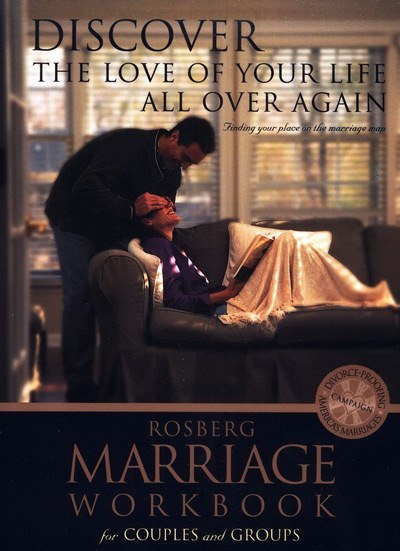 DISCOVER
THE LOVE OF YOUR LIFE
ALL OVER AGAIN
Finding your place on the marriage map
DIVORCE-PROOFING
CAMPAIGN
AMERICA'S MARRIAGES
ROSBERG
MARRIAGE
WORKBOOK
for COUPLES and GROUPS